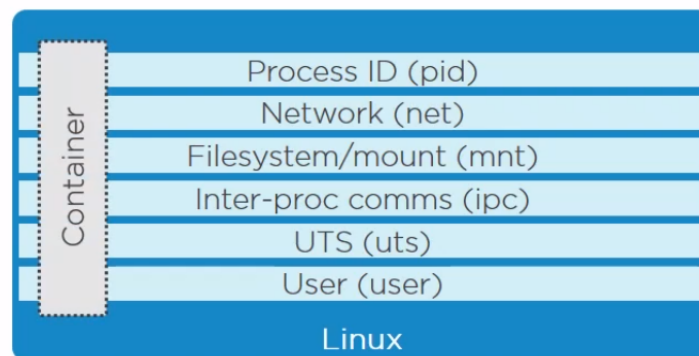 Container
Process ID (pid)
Network (net)
Filesystem/mount (mnt)
Inter-proc comms (ipc)
UTS (uts)
User (user)
Linux